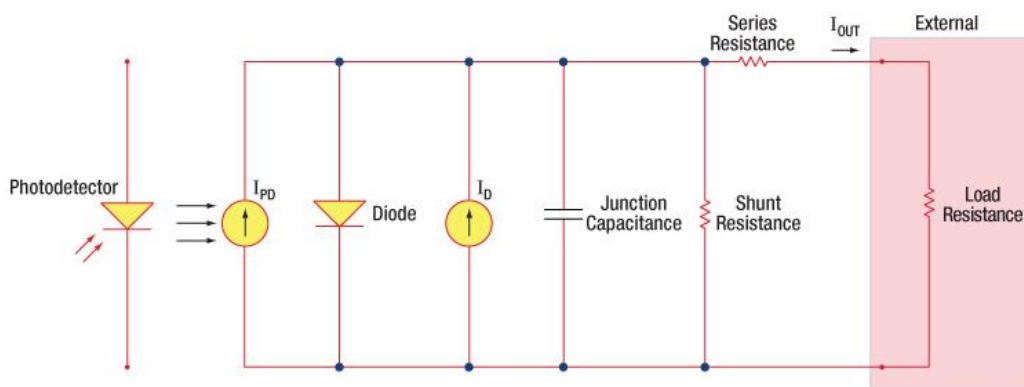 Series
Resistance
I_OUT
External
Photodetector
I_PD
Diode
I_D
Junction
Capacitance
Shunt
Resistance
Load
Resistance